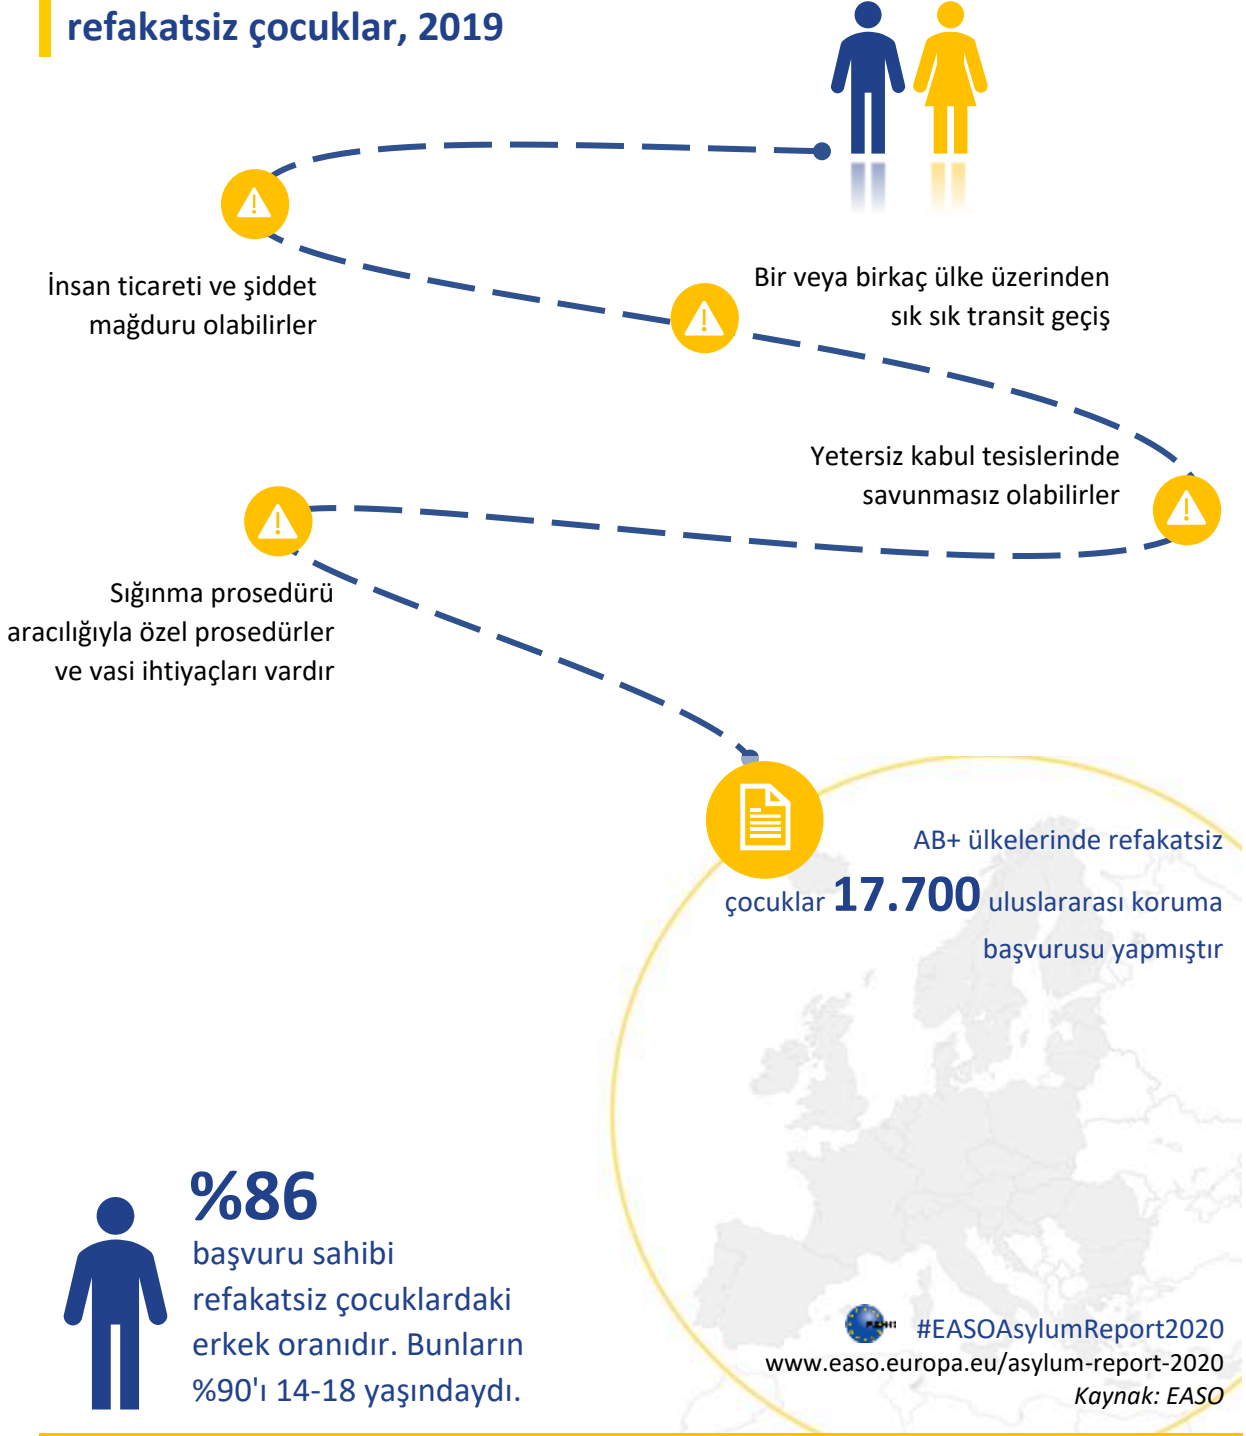 refakatsiz çocuklar, 2019
İnsan ticareti ve şiddet
mağduru olabilirler
Bir veya birkaç ülke üzerinden
sık sık transit geçiş
Yetersiz kabul tesislerinde
savunmasız olabilirler
Sığınma prosedürü
aracılığıyla özel prosedürler
ve vasi ihtiyaçları vardır
AB+ ülkelerinde refakatsiz
çocuklar 17.700 uluslararası koruma
başvurusu yapmıştır
%86
başvuru sahibi
refakatsiz çocuklardaki
erkek oranıdır. Bunların
%90'ı 14-18 yaşındaydı.
#EASOAsylumReport2020
www.easo.europa.eu/asylum-report-2020
Kaynak: EASO